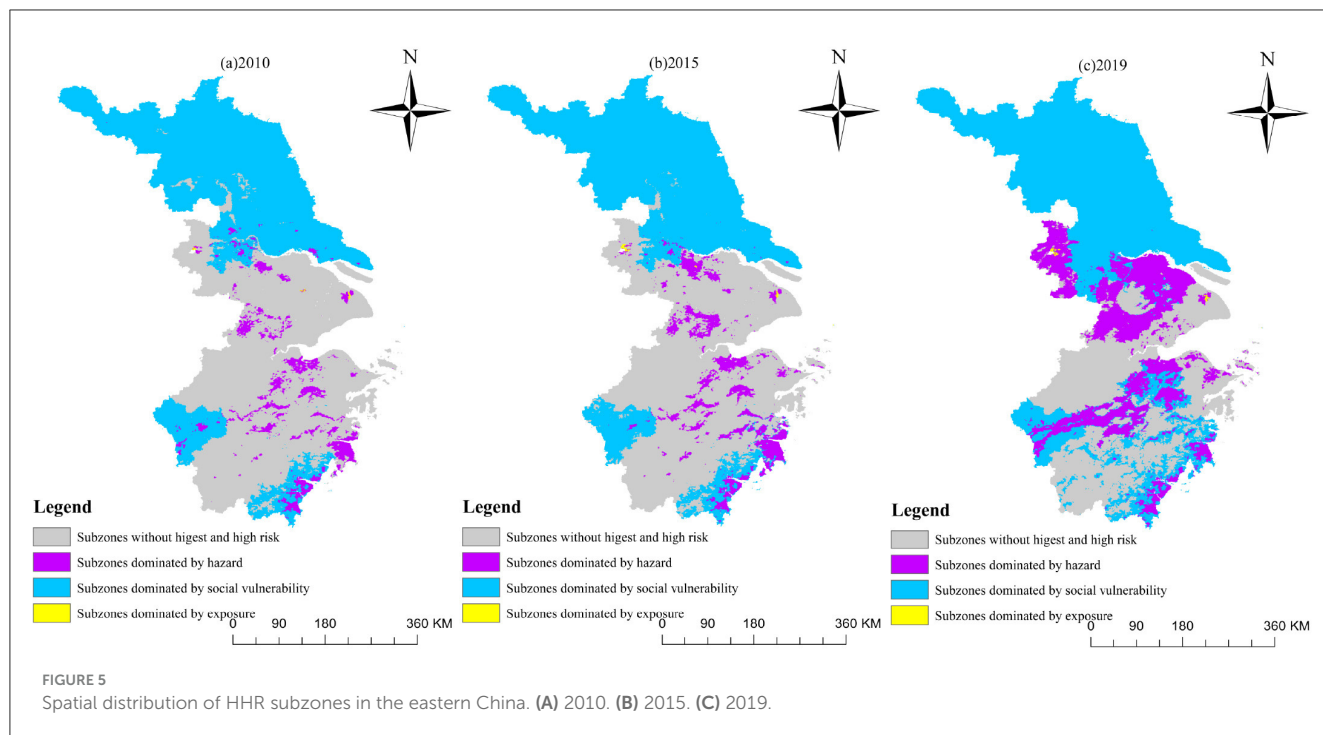 (a)2010
N
Legend
Subzones without higest and high risk
Subzones dominated by hazard
Subzones dominated by social vulnerability
Subzones dominated by exposure
0 90 180 360 KM
(b)2015
N
Legend
Subzones without higest and high risk
Subzones dominated by hazard
Subzones dominated by social vulnerability
Subzones dominated by exposure
0 90 180 360 KM
(c)2019
N
Legend
Subzones without higest and high risk
Subzones dominated by hazard
Subzones dominated by social vulnerability
Subzones dominated by exposure
0 90 180 360 KM
FIGURE 5
Spatial distribution of HHR subzones in the eastern China. (A) 2010. (B) 2015. (C) 2019.